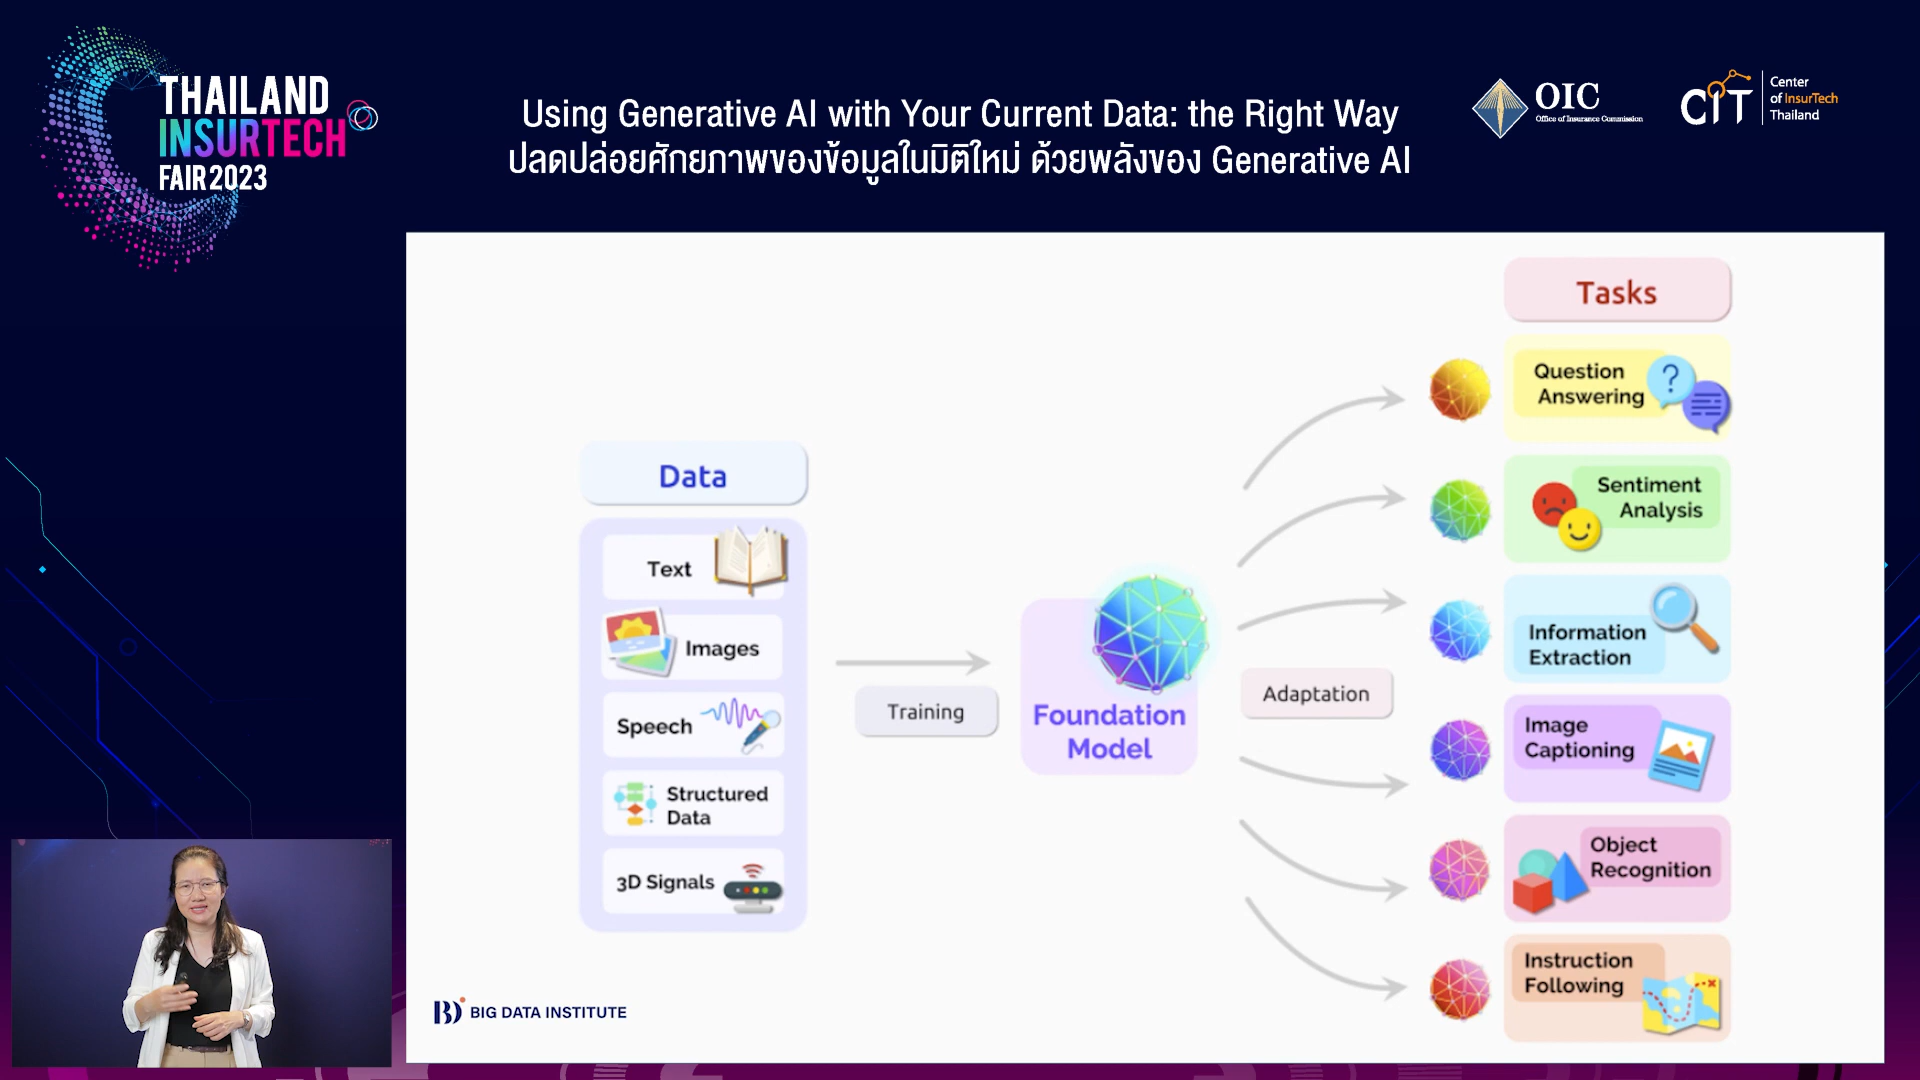 THAILAND
INSURTECH
FAIR 2023
Using Generative AI with Your Current Data: the Right Way
ปลดปล่อยศักยภาพของข้อมูลในมิติใหม่ ด้วยพลังของ Generative AI
OIC
Office of Insurance Commission
CiT
Center
of InsurTech
Thailand
Data
Text
Images
Speech
Structured
Data
3D Signals
Training
Foundation
Model
Adaptation
Tasks
Question
Answering
?
Sentiment
Analysis
Information
Extraction
Image
Captioning
Object
Recognition
Instruction
Following
BD BIG DATA INSTITUTE